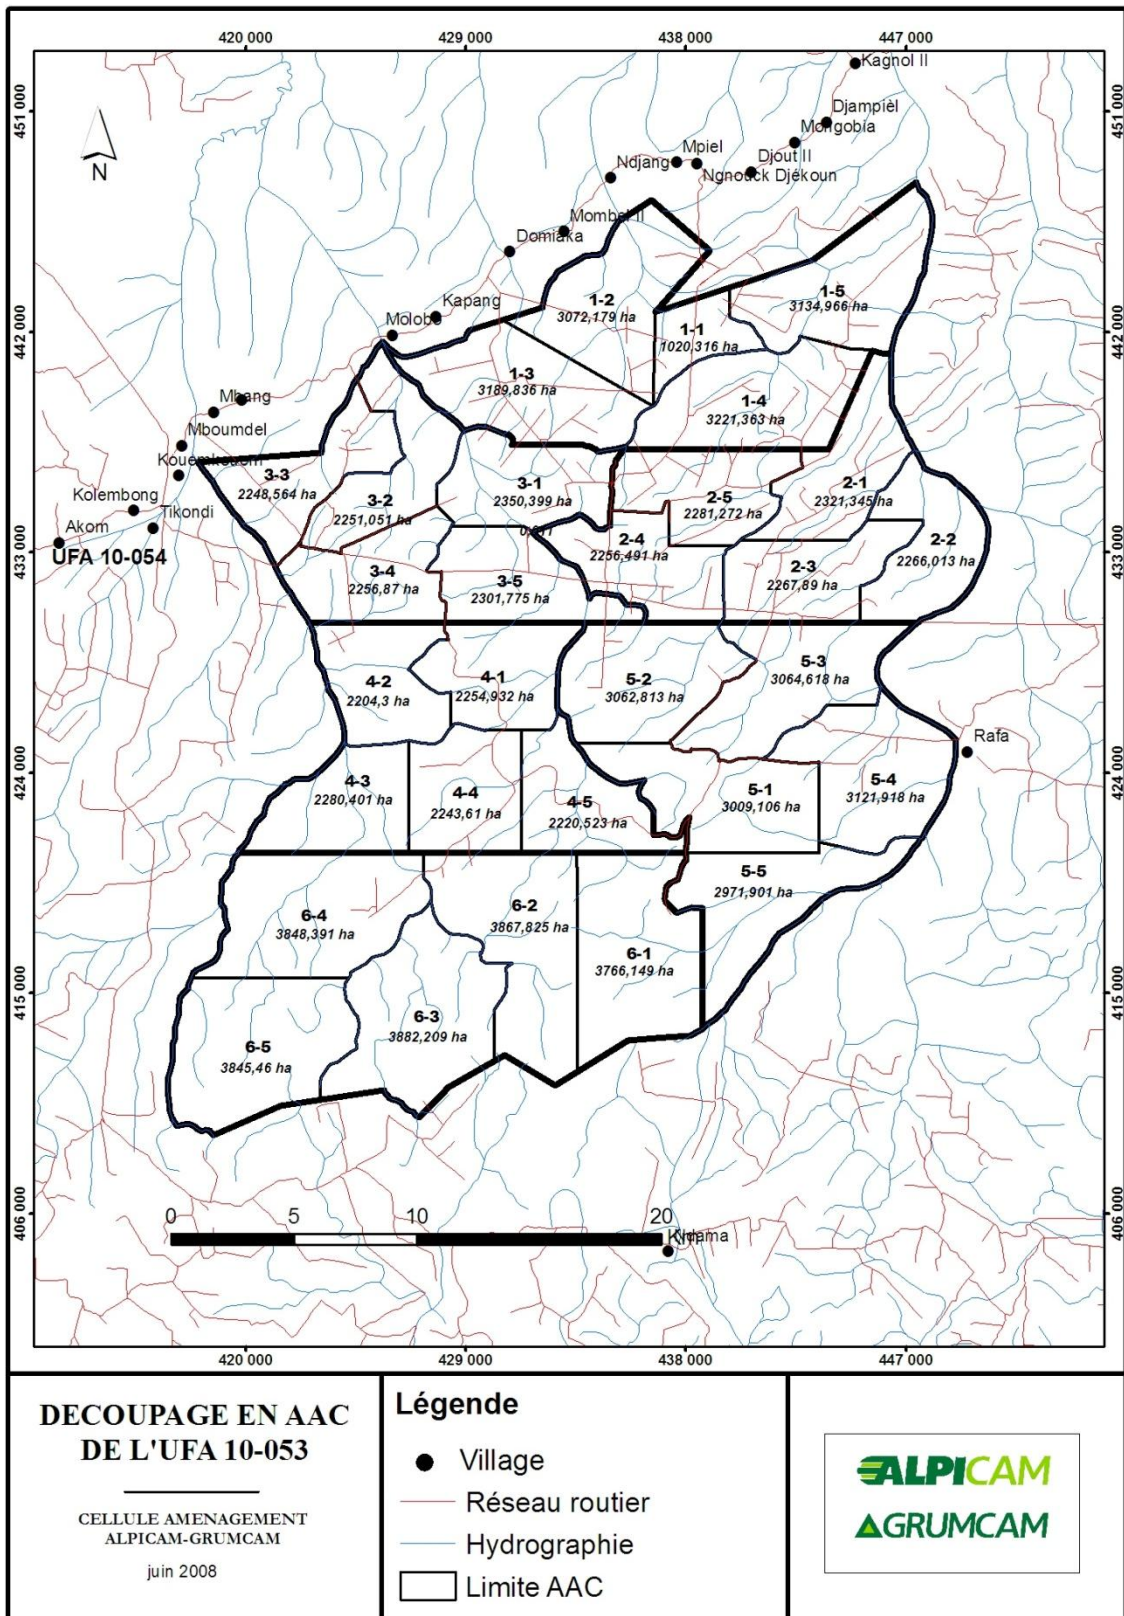 420 000
429 000
438 000
447 000
Kagnol II
451 000
451 000
Djampièl
Mongobia
N
Mpiel
Ndjang
Djout II
Ngnouck Djékoun
Domiaka
1-5
3134,966 ha
1-2
3072,179 ha
Kapang
Molobo
1-1
1020,316 ha
442 000
442 000
1-3
3189,836 ha
1-4
3221,363 ha
Mbang
Mboumdel
3-3
2248,564 ha
3-1
2350,399 ha
2-1
2321,345 ha
3-2
2251,051 ha
2-5
2281,272 ha
Kolembong
Tikondi
Akom
UFA 10-054
433 000
433 000
2-4
2256,491 ha
2-2
2266,013 ha
3-4
2256,87 ha
3-5
2301,775 ha
2-3
2267,89 ha
4-2
2204,3 ha
4-1
2254,932 ha
5-2
3062,813 ha
5-3
3064,618 ha
Rafa
424 000
424 000
4-3
2280,401 ha
4-4
2243,61 ha
4-5
2220,523 ha
5-1
3009,106 ha
5-4
3121,918 ha
5-5
2971,901 ha
6-4
3848,391 ha
6-2
3867,825 ha
6-1
3766,149 ha
415 000
415 000
6-3
3882,209 ha
6-5
3845,46 ha
406 000
406 000
0
5
10
20
420 000
429 000
438 000
447 000
DECOUPAGE EN AAC
DE L'UFA 10-053
CELLULE AMENAGEMENT
ALPICAM-GRUMCAM
juin 2008
Légende
Village
Réseau routier
Hydrographie
Limite AAC
ALPICAM
GRUMCAM